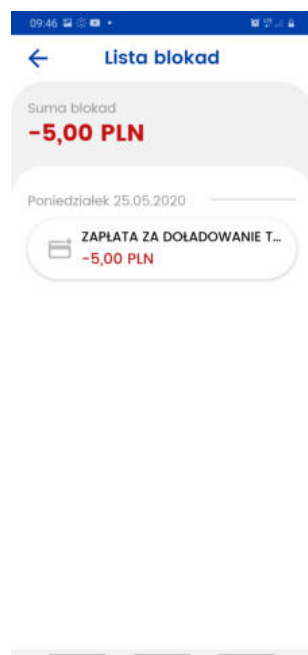 09:46
Lista blokad
Suma blokad
-5,00 PLN
Poniedziałek 25.05.2020
ZAPŁATA ZA DOŁADOWANIE T...
-5,00 PLN